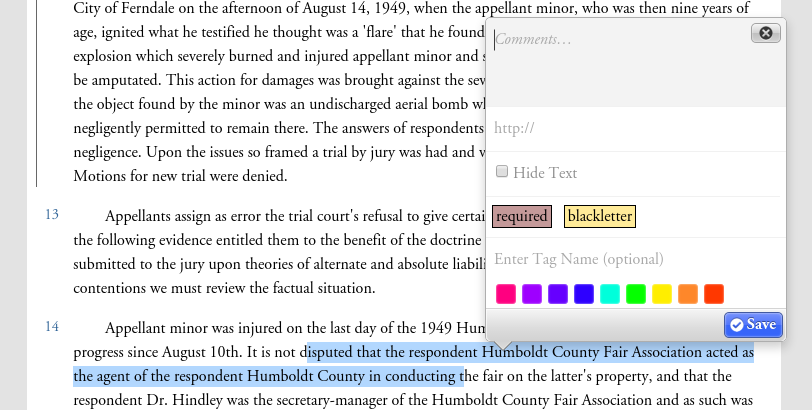 City of Ferndale on the afternoon of August 14, 1949, when the appellant minor, who was then nine years of
age, ignited what he testified he thought was a 'flare' that he found
explosion which severely burned and injured appellant minor and s
be amputated. This action for damages was brought against the sev
the object found by the minor was an undischarged aerial bomb wh
negligently permitted to remain there. The answers of respondents
negligence. Upon the issues so framed a trial by jury was had and v
Motions for new trial were denied.
13 Appellants assign as error the trial court's refusal to give certai
the following evidence entitled them to the benefit of the doctrine
submitted to the jury upon theories of alternate and absolute liabili
contentions we must review the factual situation.
14 Appellant minor was injured on the last day of the 1949 Hum
progress since August 10th. It is not disputed that the respondent Humboldt County Fair Association acted as
the agent of the respondent Humboldt County in conducting the fair on the latter's property, and that the
respondent Dr. Hindley was the secretary-manager of the Humboldt County Fair Association and as such was
Comments…
http://
Hide Text
required blackletter
Enter Tag Name (optional)
Save